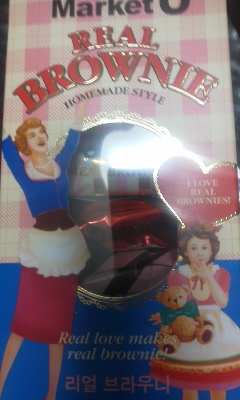 Market O
REAL
BROWNIE
HOMEMADE STYLE
I LOVE
REAL
BROWNIES!
Real love makes
real brownie!
리얼 브라우니